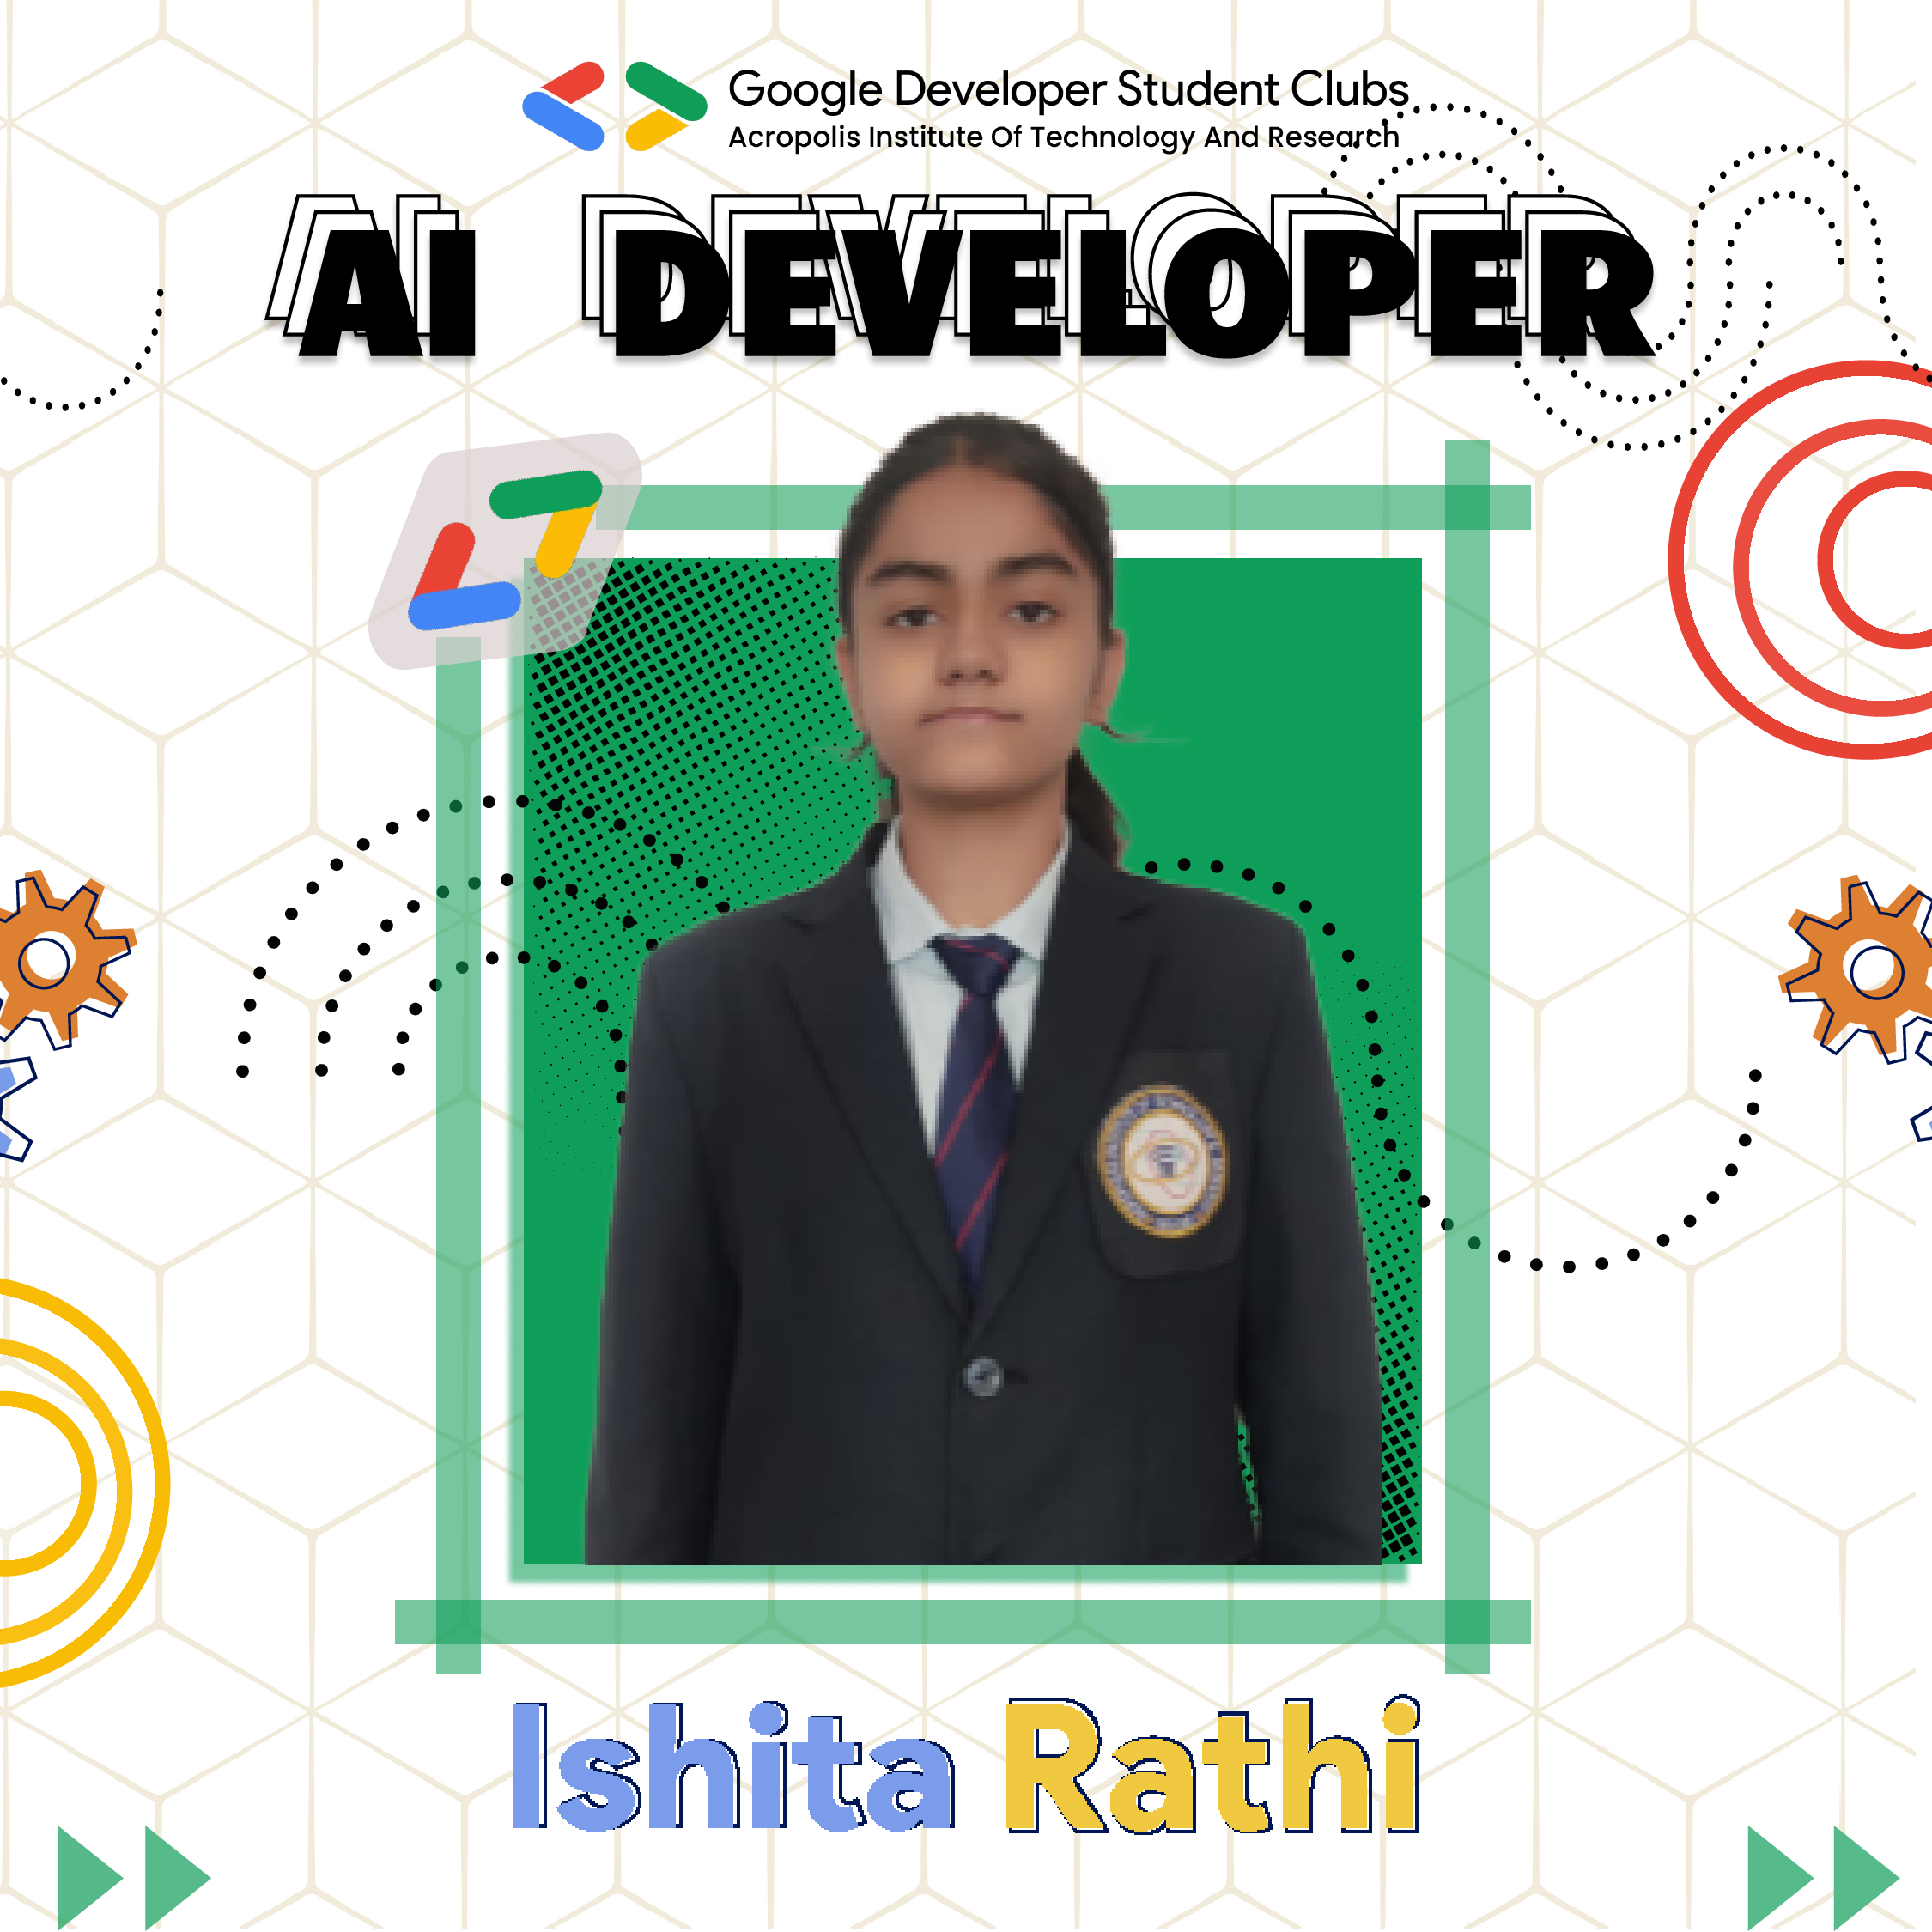 Google Developer Student Clubs
Acropolis Institute Of Technology And Research
AI DEVELOPER
Ishita Rathi